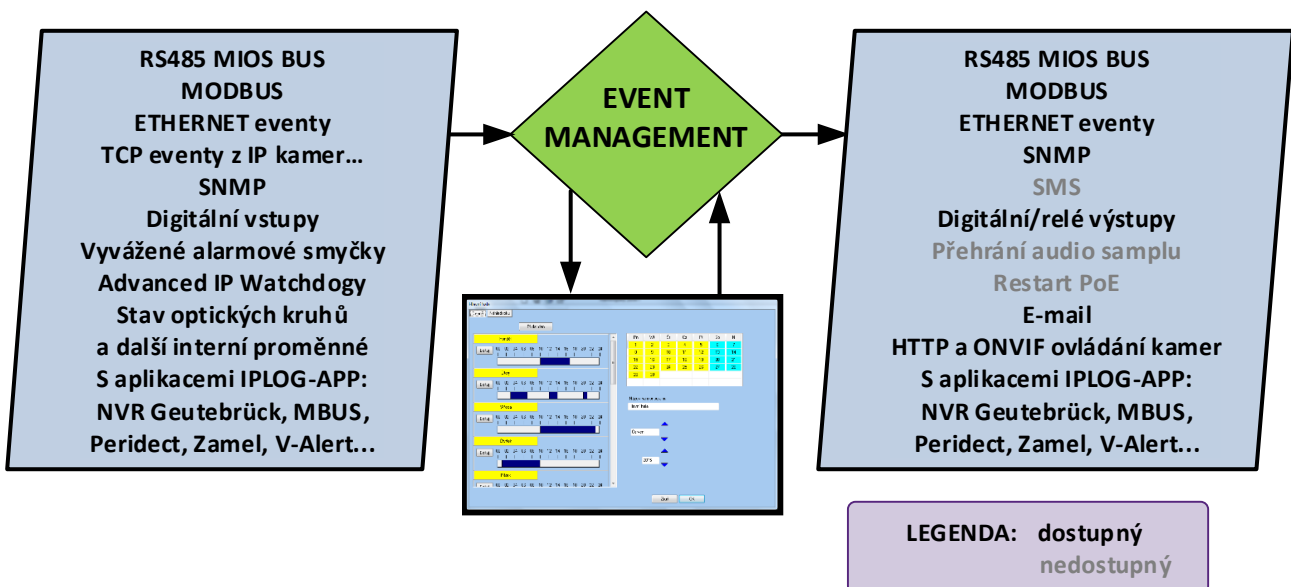 RS485 MIOS BUS
MODBUS
ETHERNET eventy
TCP eventy z IP kamer…
SNMP
Digitální vstupy
Vyvážené alarmové smyčky
Advanced IP Watchdogy
Stav optických kruhů
a další interní proměnné
S aplikacemi IPLOG-APP:
NVR Geutebrück, MBUS,
Peridect, Zamel, V-Alert...
EVENT
MANAGEMENT
OK
RS485 MIOS BUS
MODBUS
ETHERNET eventy
SNMP
SMS
Digitální/relé výstupy
Přehrání audio samplu
Restart PoE
E-mail
HTTP a ONVIF ovládání kamer
S aplikacemi IPLOG-APP:
NVR Geutebrück, MBUS,
Peridect, Zamel, V-Alert...
LEGENDA: dostupný
nedostupný